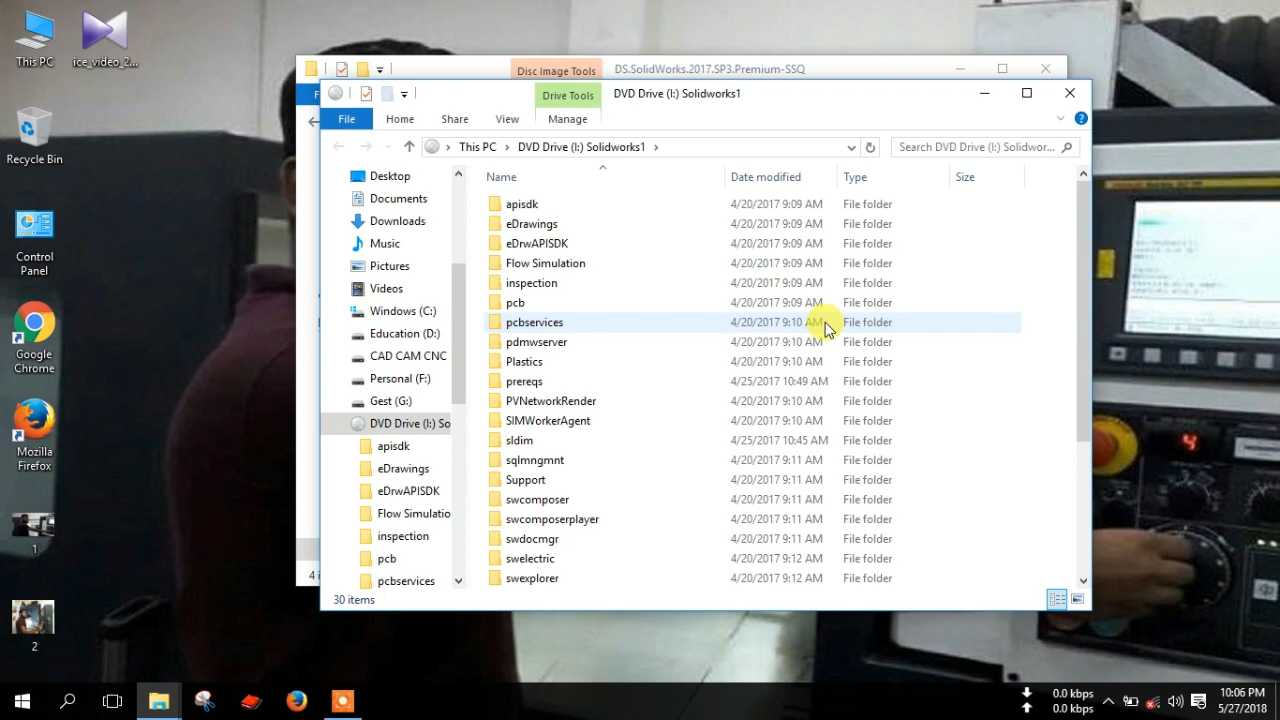 This PC
ice_video_2...
Recycle Bin
Control
Panel
Google
Chrome
Mozilla
Firefox
1
2
Disc Image Tools
DS.SolidWorks.2017.SP3.Premium-SSQ
F
4 i
Drive Tools
DVD Drive (I:) Solidworks1
File
Home
Share
View
Manage
This PC
DVD Drive (I:) Solidworks1
Search DVD Drive (I:) Solidwor...
Desktop
Documents
Downloads
Music
Pictures
Videos
Windows (C:)
Education (D:)
CAD CAM CNC
Personal (F:)
Gest (G:)
DVD Drive (I:) So
apisdk
eDrawings
eDrwAPISDK
Flow Simulatio
inspection
pcb
pcbservices
Name Date modified Type Size
apisdk 4/20/2017 9:09 AM File folder
eDrawings 4/20/2017 9:09 AM File folder
eDrwAPISDK 4/20/2017 9:09 AM File folder
Flow Simulation 4/20/2017 9:09 AM File folder
inspection 4/20/2017 9:09 AM File folder
pcb 4/20/2017 9:09 AM File folder
pcbservices 4/20/2017 9:10 AM File folder
pdmwserver 4/20/2017 9:10 AM File folder
Plastics 4/20/2017 9:10 AM File folder
prereqs 4/25/2017 10:49 AM File folder
PVNetworkRender 4/20/2017 9:10 AM File folder
SIMWorkerAgent 4/20/2017 9:10 AM File folder
sldim 4/25/2017 10:45 AM File folder
sqlmngmnt 4/20/2017 9:11 AM File folder
Support 4/20/2017 9:11 AM File folder
swcomposer 4/20/2017 9:11 AM File folder
swcomposerplayer 4/20/2017 9:11 AM File folder
swdocmgr 4/20/2017 9:11 AM File folder
swelectric 4/20/2017 9:12 AM File folder
swexplorer 4/20/2017 9:12 AM File folder
30 items
4
0.0 kbps
0.0 kbps
10:06 PM
5/27/2018